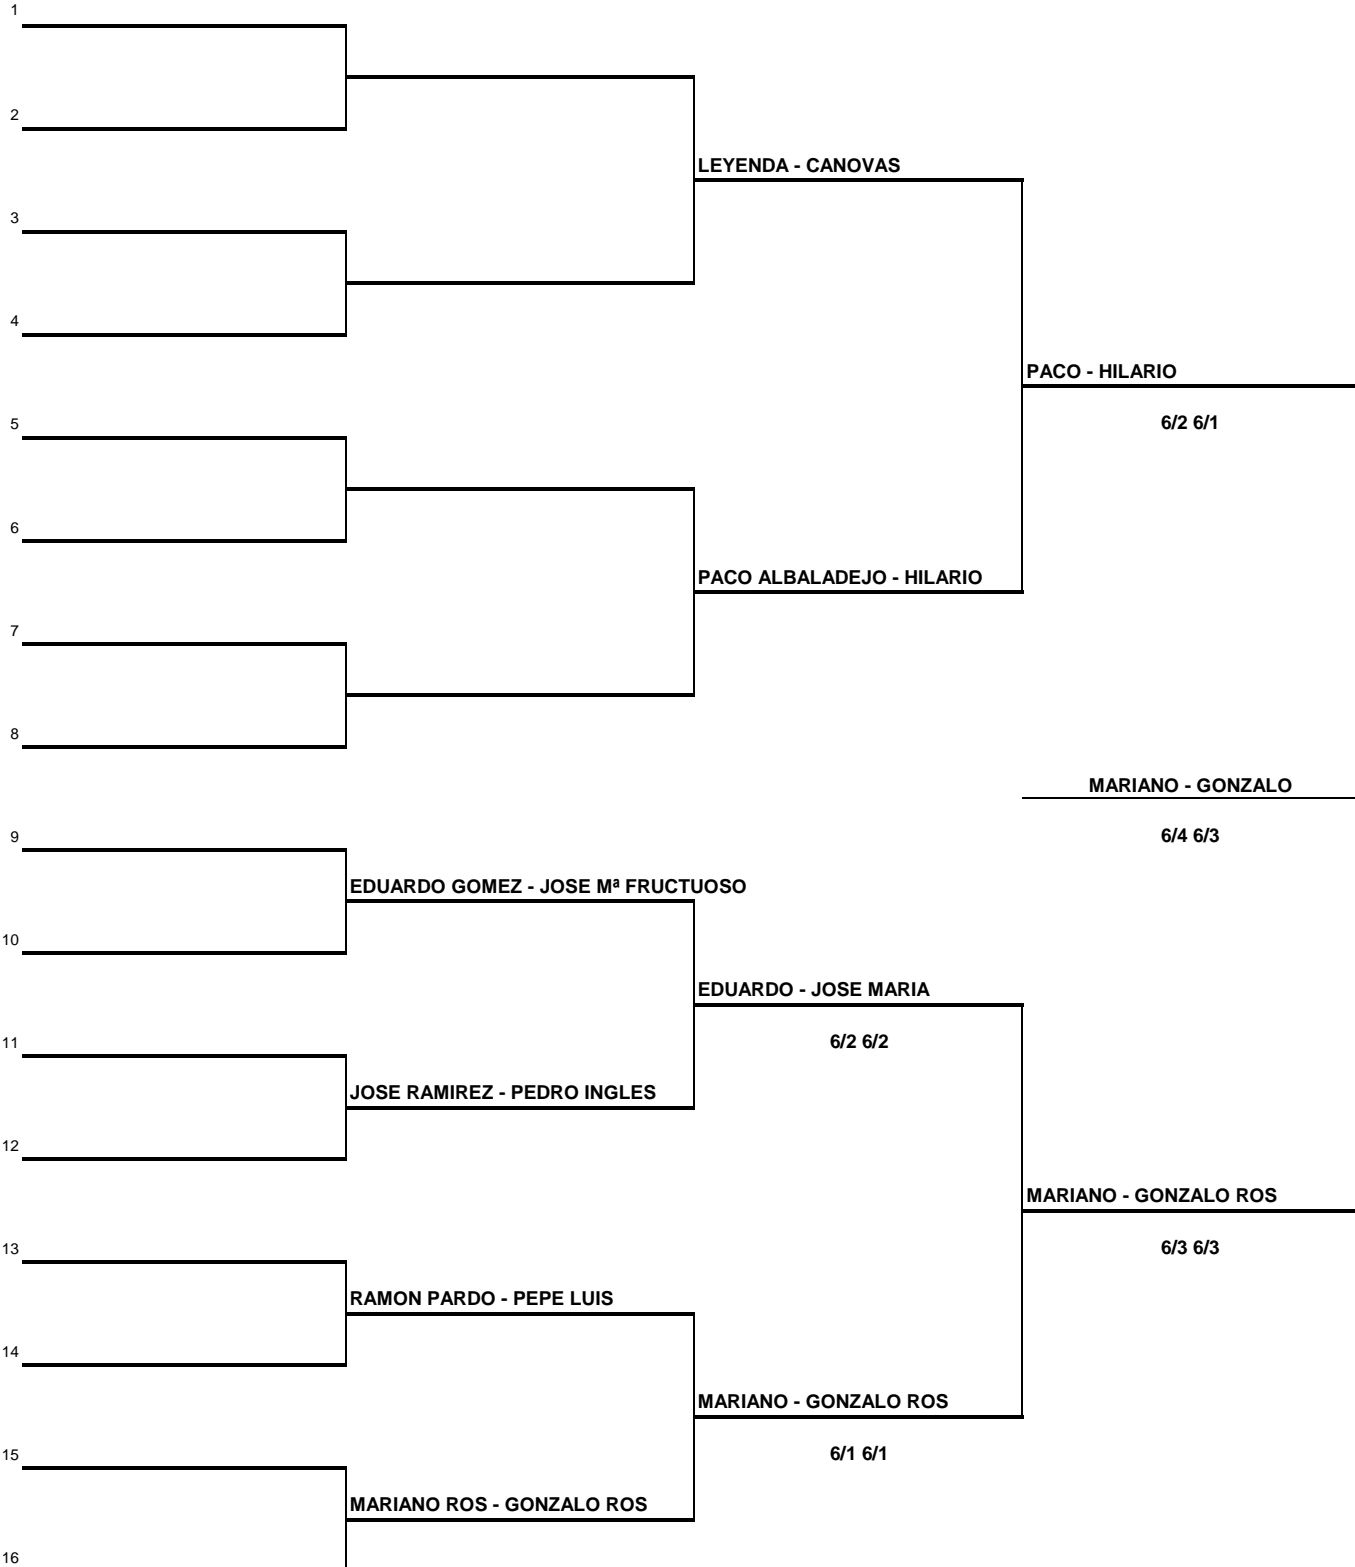 1
2
LEYENDA - CANOVAS
3
4
PACO - HILARIO
5
6/2 6/1
6
PACO ALBALADEJO - HILARIO
7
8
MARIANO - GONZALO
9
6/4 6/3
EDUARDO GOMEZ - JOSE Mª FRUCTUOSO
10
EDUARDO - JOSE MARIA
11
6/2 6/2
JOSE RAMIREZ - PEDRO INGLES
12
MARIANO - GONZALO ROS
13
6/3 6/3
RAMON PARDO - PEPE LUIS
14
MARIANO - GONZALO ROS
15
6/1 6/1
MARIANO ROS - GONZALO ROS
16